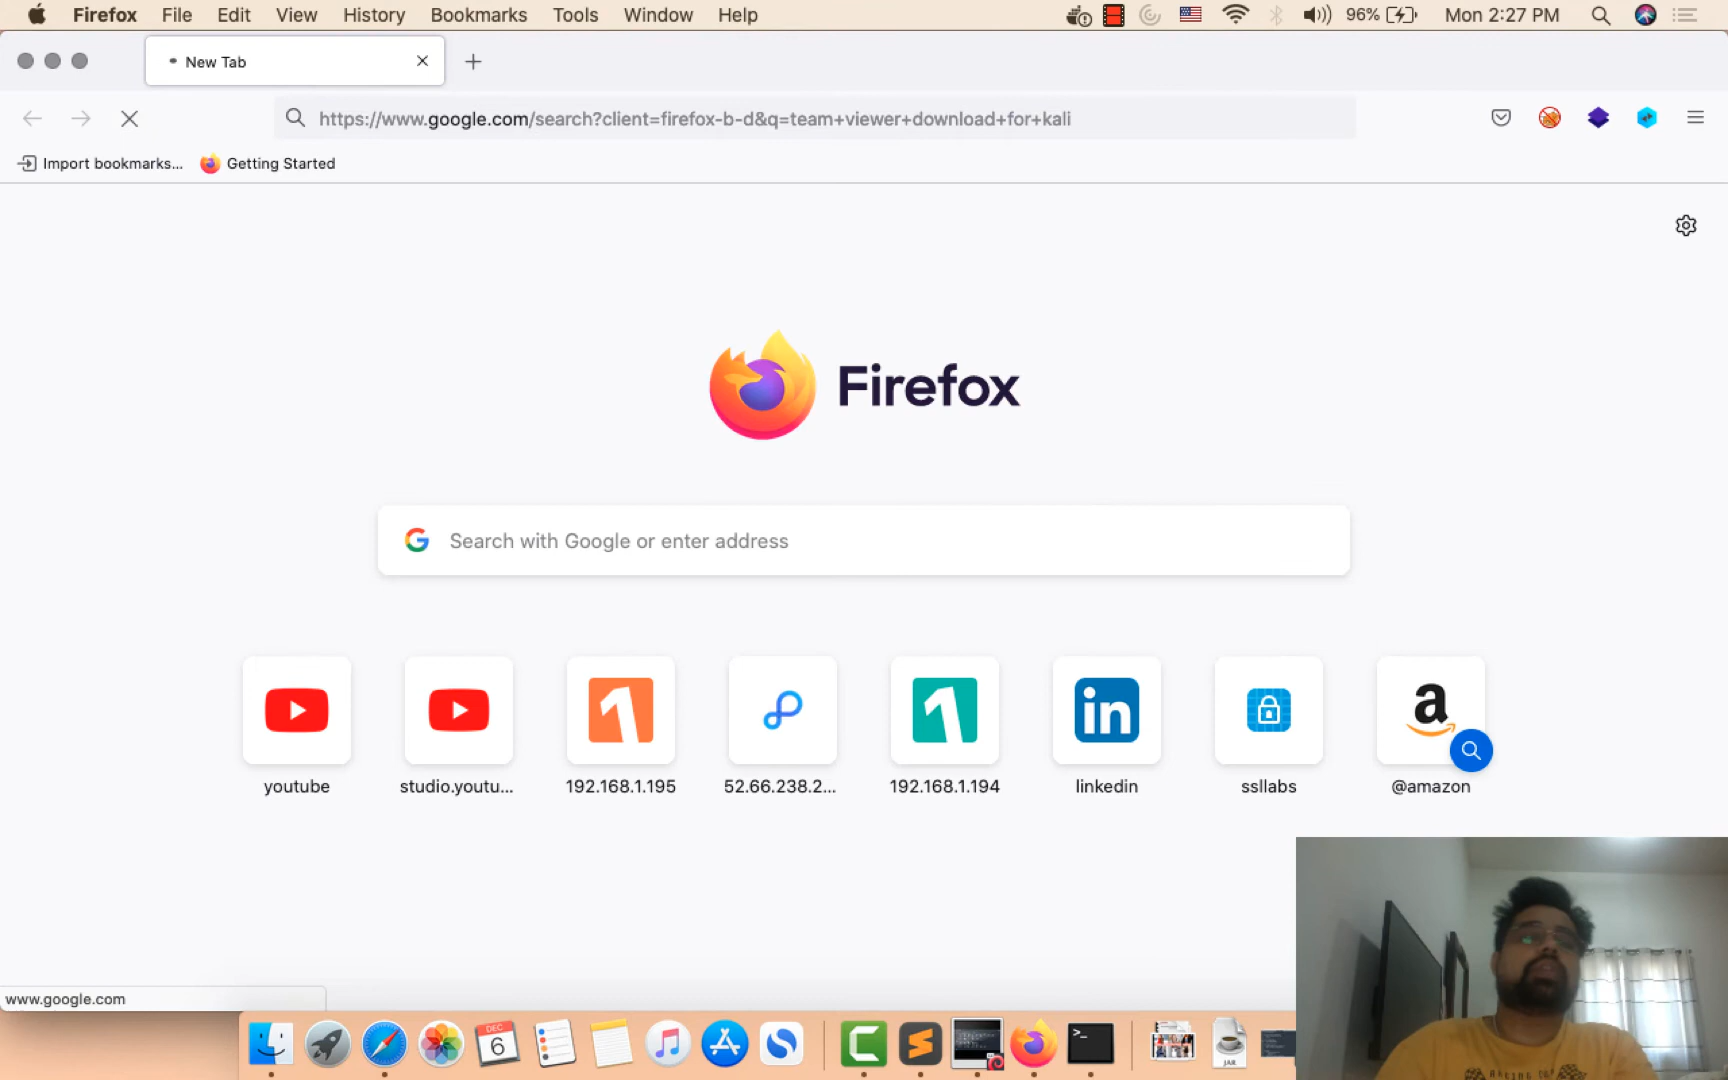 Firefox File Edit View History Bookmarks Tools Window Help 96% Mon 2:27 PM
New Tab
https://www.google.com/search?client=firefox-b-d&q=team+viewer+download+for+kali
Import bookmarks... Getting Started
Firefox
Search with Google or enter address
youtube studio.youtu... 192.168.1.195 52.66.238.2... 192.168.1.194 linkedin ssllabs @amazon
www.google.com
DEC
6
JAR